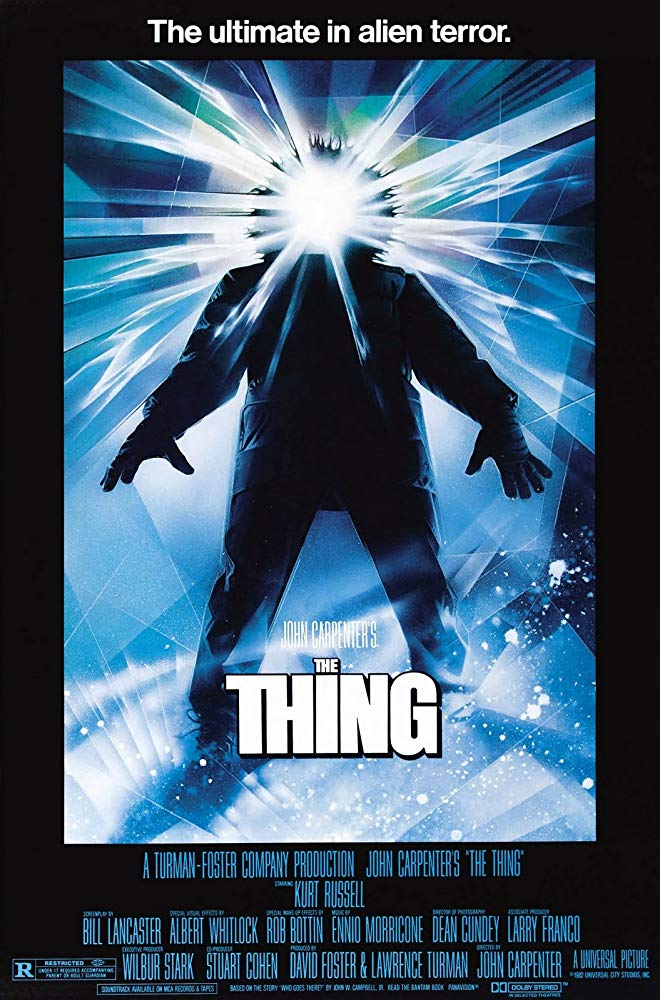 The ultimate in alien terror.
JOHN CARPENTER'S
THE
THING
A TURMAN-FOSTER COMPANY PRODUCTION JOHN CARPENTER'S "THE THING"
STARRING
KURT RUSSELL
SCREENPLAY BY BILL LANCASTER SPECIAL VISUAL EFFECTS BY ALBERT WHITLOCK SPECIAL MAKE-UP EFFECTS BY ROB BOTTIN MUSIC BY ENNIO MORRICONE DIRECTOR OF PHOTOGRAPHY DEAN CUNDEY ASSOCIATE PRODUCER LARRY FRANCO
EXECUTIVE PRODUCER WILBUR STARK CO-PRODUCER STUART COHEN PRODUCED BY DAVID FOSTER & LAWRENCE TURMAN DIRECTED BY JOHN CARPENTER A UNIVERSAL PICTURE
R RESTRICTED
UNDER 17 REQUIRES ACCOMPANYING
PARENT OR ADULT GUARDIAN
SOUNDTRACK AVAILABLE ON MCA RECORDS & TAPES
BASED ON THE STORY "WHO GOES THERE?" BY JOHN W. CAMPBELL, JR. READ THE BANTAM BOOK PANAVISION®
DOLBY STEREO
IN SELECTED THEATRES
©1982 UNIVERSAL CITY STUDIOS, INC.